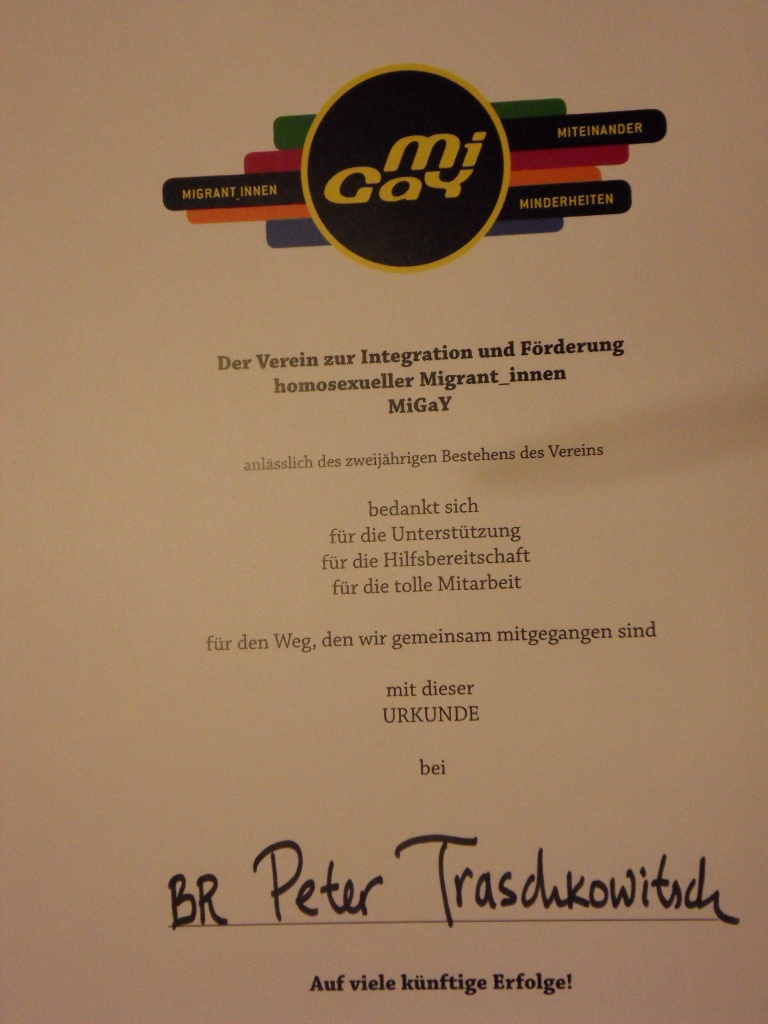 Mi
GaY
MITEINANDER
MIGRANT_INNEN
MINDERHEITEN
Der Verein zur Integration und Förderung
homosexueller Migrant_innen
MiGaY
anlässlich des zweijährigen Bestehens des Vereins
bedankt sich
für die Unterstützung
für die Hilfsbereitschaft
für die tolle Mitarbeit
für den Weg, den wir gemeinsam mitgegangen sind
mit dieser
URKUNDE
bei
BR Peter Traschkowitsch
Auf viele künftige Erfolge!